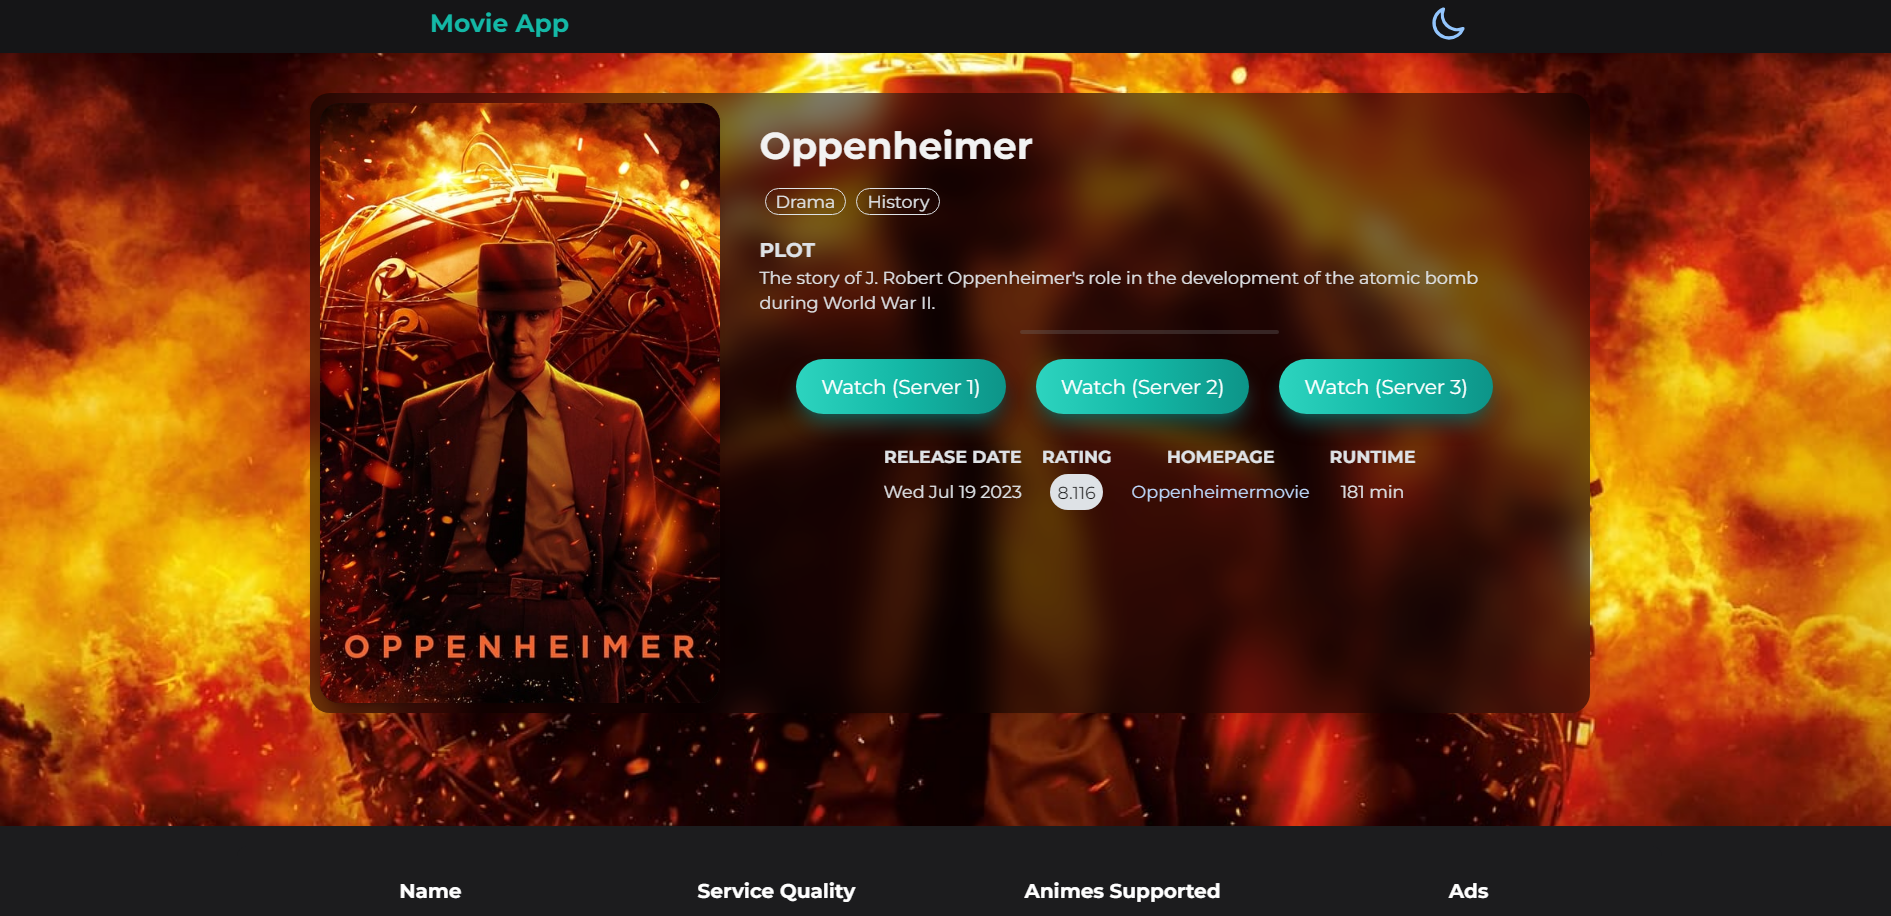 Movie App
OPPENHEIMER
Oppenheimer
Drama History
PLOT
The story of J. Robert Oppenheimer's role in the development of the atomic bomb
during World War II.
Watch (Server 1) Watch (Server 2) Watch (Server 3)
RELEASE DATE RATING HOMEPAGE RUNTIME
Wed Jul 19 2023 8.116 Oppenheimermovie 181 min
Name Service Quality Animes Supported Ads